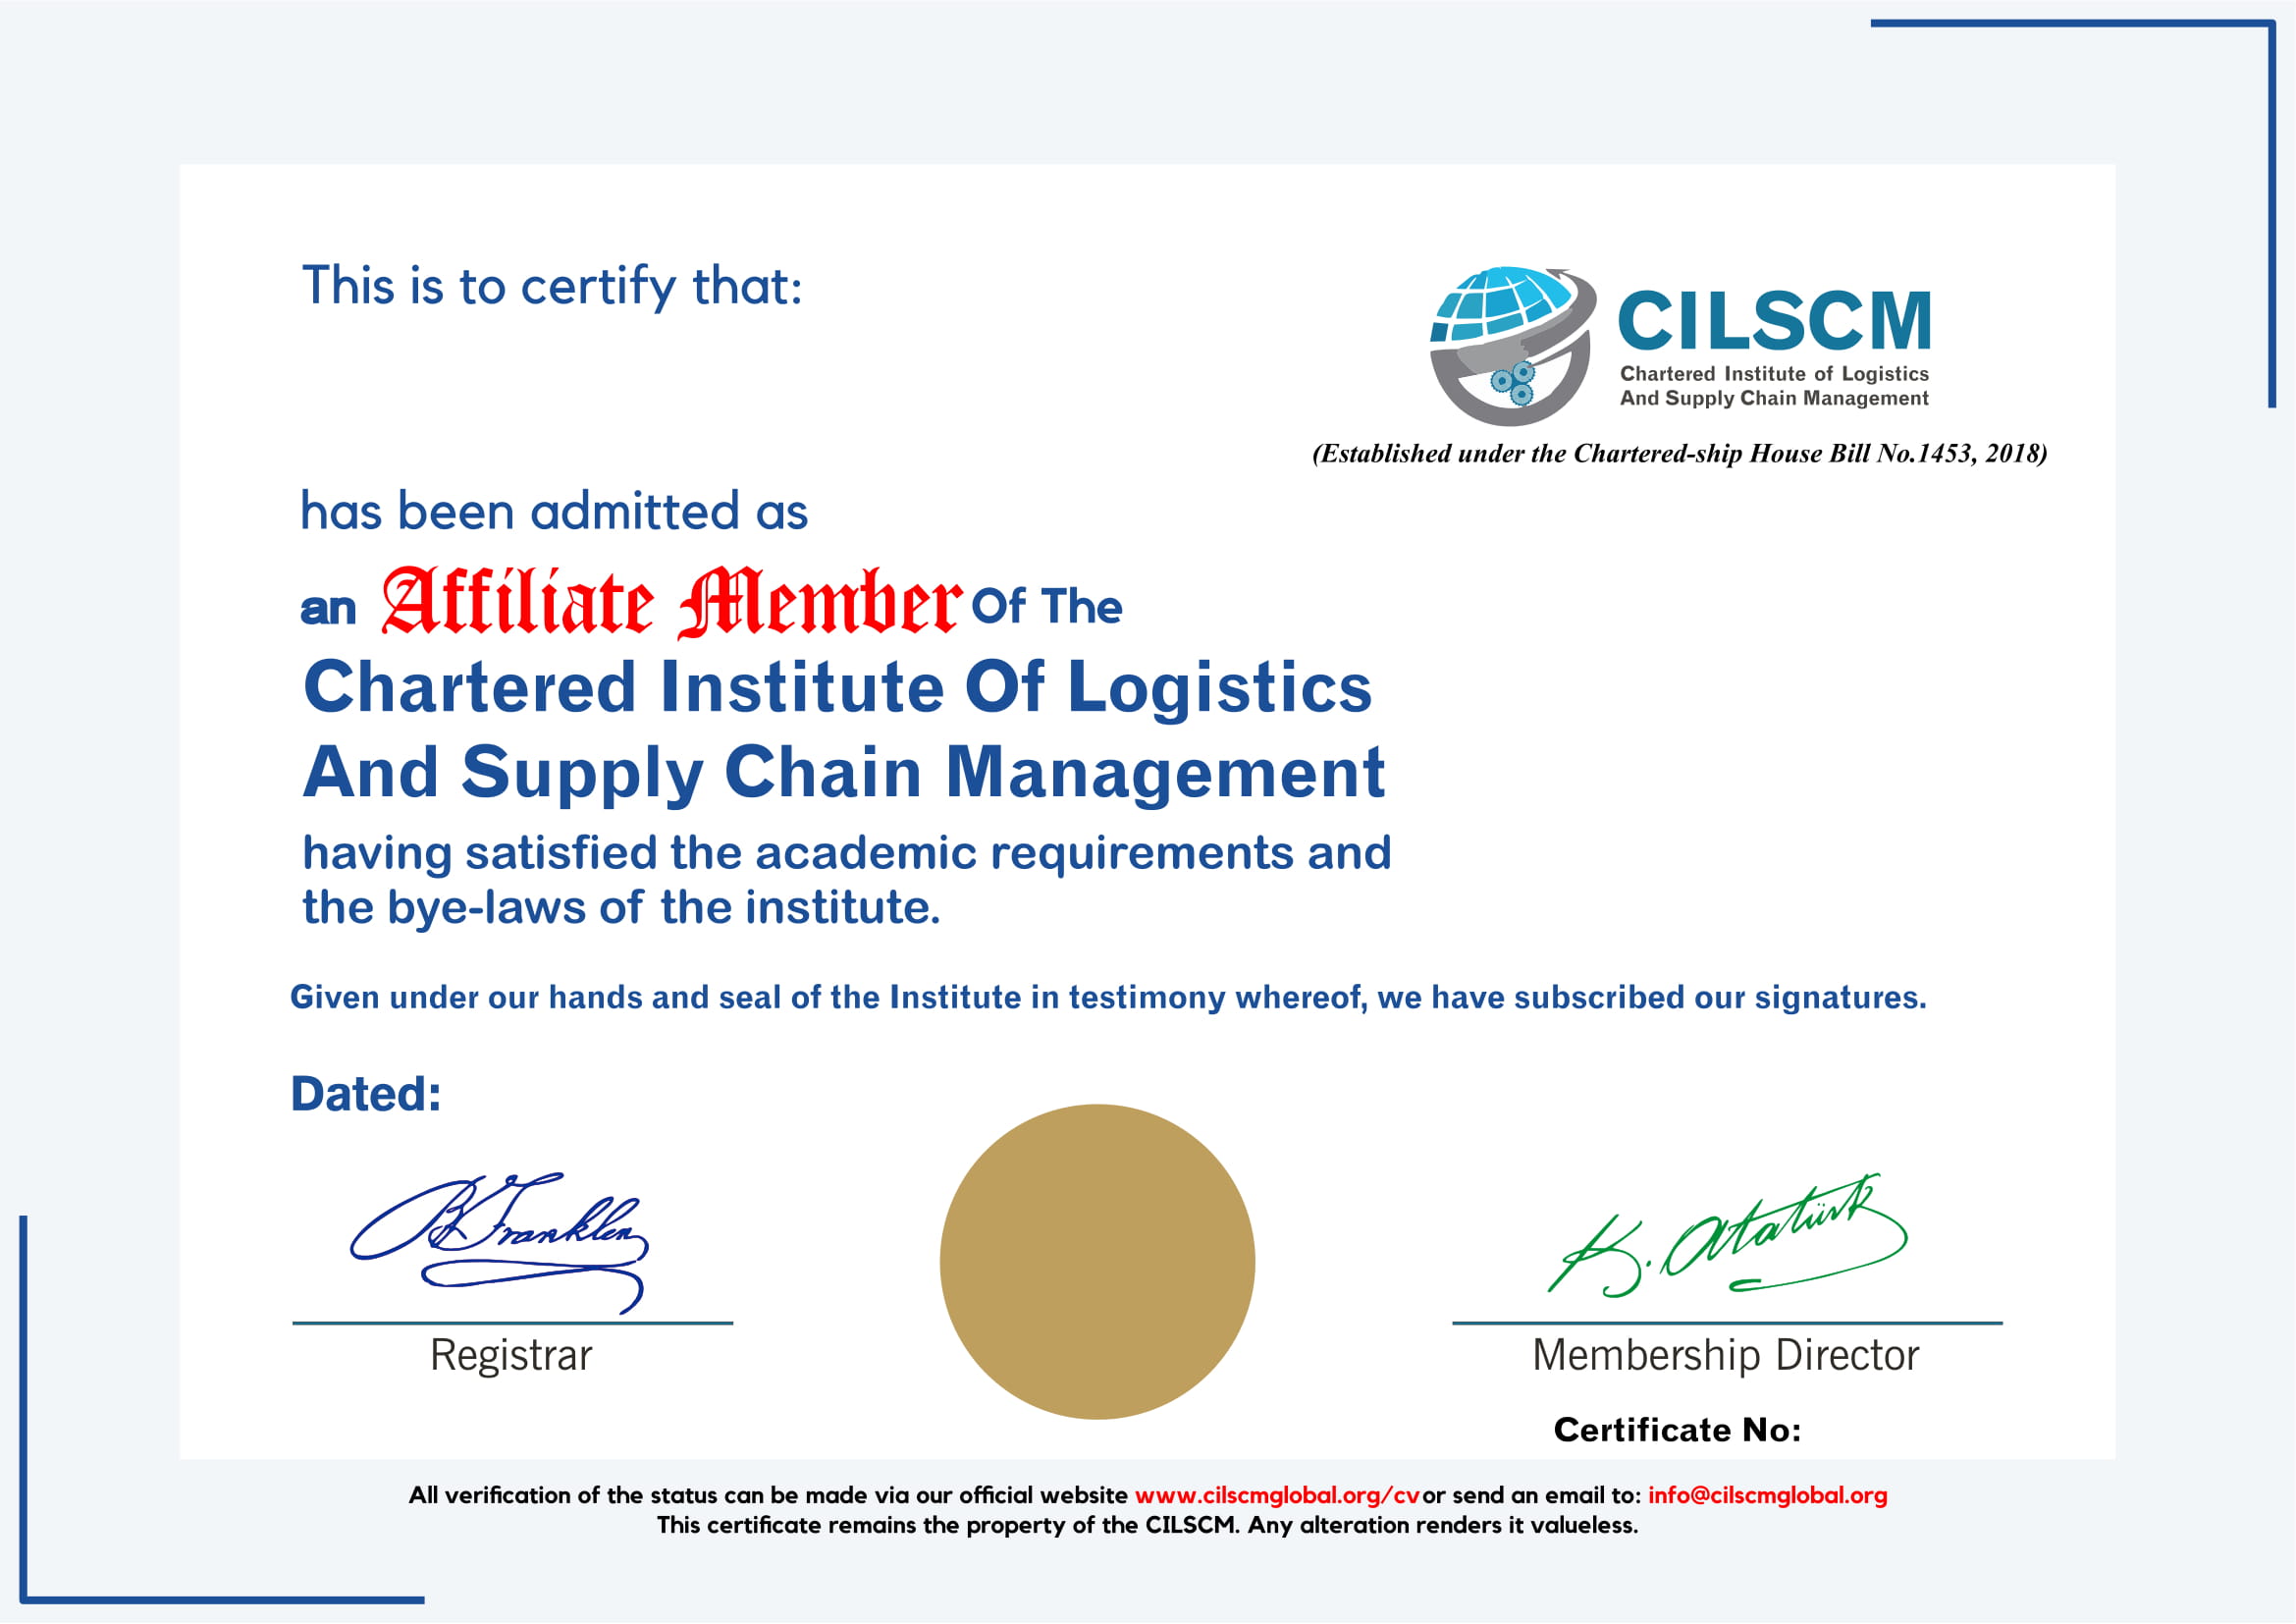 This is to certify that:
CILSCM
Chartered Institute of Logistics
And Supply Chain Management
(Established under the Chartered-ship House Bill No.1453, 2018)
has been admitted as
an Affiliate Member Of The
Chartered Institute Of Logistics
And Supply Chain Management
having satisfied the academic requirements and
the bye-laws of the institute.
Given under our hands and seal of the Institute in testimony whereof, we have subscribed our signatures.
Dated:
B Franklin
K. Atatürk
Registrar
Membership Director
Certificate No:
All verification of the status can be made via our official website www.cilscmglobal.org/cv or send an email to: info@cilscmglobal.org
This certificate remains the property of the CILSCM. Any alteration renders it valueless.